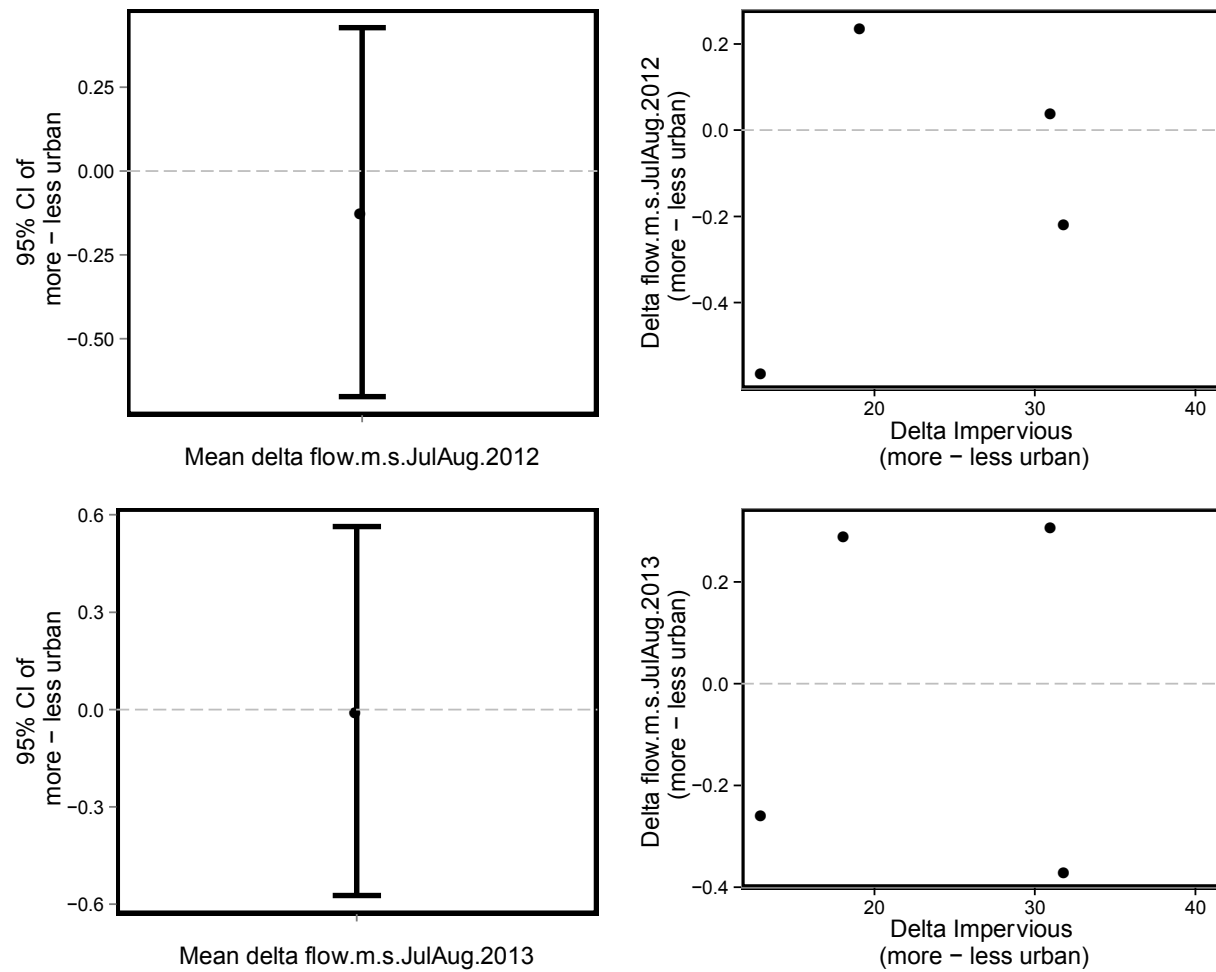 95% CI of
more − less urban
0.25
0.00
−0.25
−0.50
Mean delta flow.m.s.JulAug.2012
Delta flow.m.s.JulAug.2012
(more − less urban)
0.2
0.0
−0.2
−0.4
20 30 40
Delta Impervious
(more − less urban)
95% CI of
more − less urban
0.6
0.3
0.0
−0.3
−0.6
Mean delta flow.m.s.JulAug.2013
Delta flow.m.s.JulAug.2013
(more − less urban)
0.2
0.0
−0.2
−0.4
20 30 40
Delta Impervious
(more − less urban)